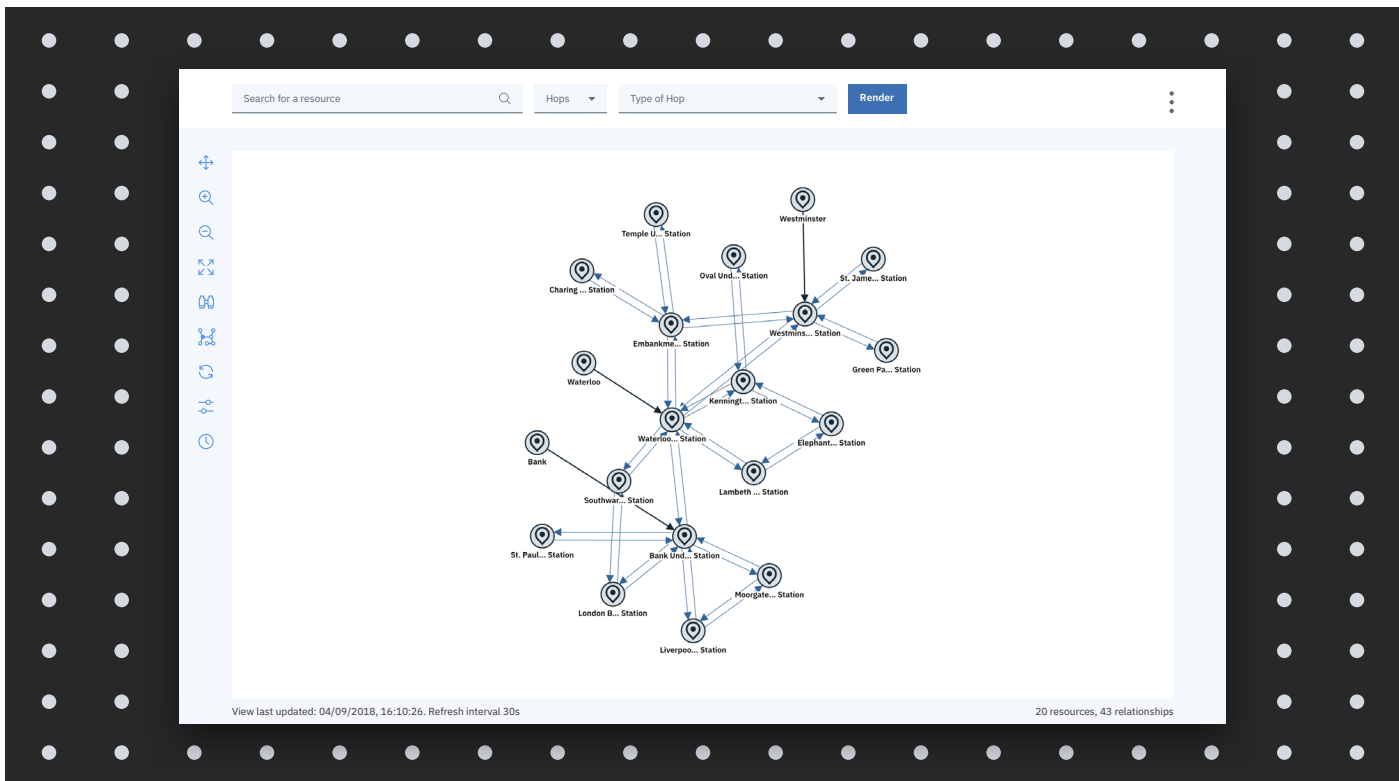 Search for a resource
Hops
Type of Hop
Render
Westminster
Temple U... Station
Oval Und... Station
St. Jame... Station
Charing ... Station
Westmins... Station
Embankme... Station
Green Pa... Station
Waterloo
Kenningt... Station
Waterloo... Station
Elephant... Station
Bank
Lambeth ... Station
Southwar... Station
St. Paul... Station
Bank Und... Station
Moorgate... Station
London B... Station
Liverpoo... Station
View last updated: 04/09/2018, 16:10:26. Refresh interval 30s
20 resources, 43 relationships